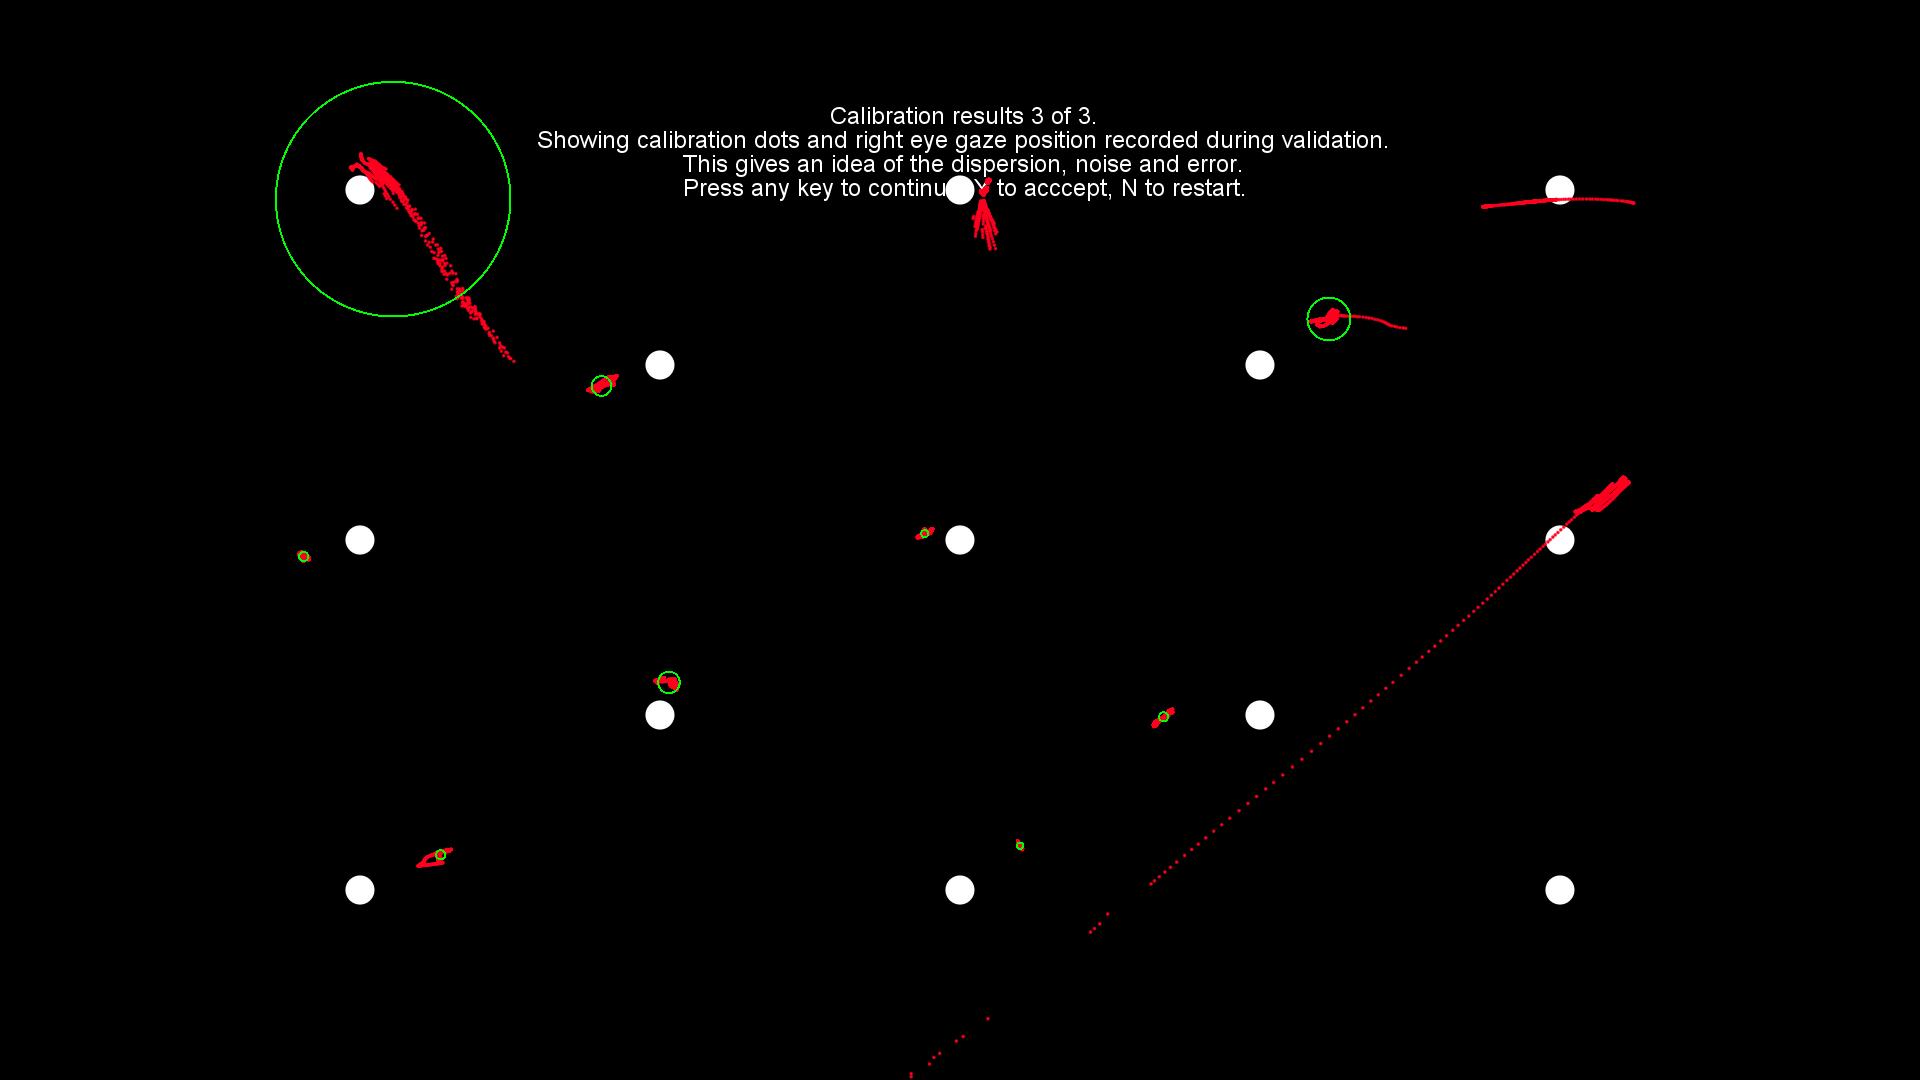 Calibration results 3 of 3.
Showing calibration dots and right eye gaze position recorded during validation.
This gives an idea of the dispersion, noise and error.
Press any key to continu Y to acccept, N to restart.